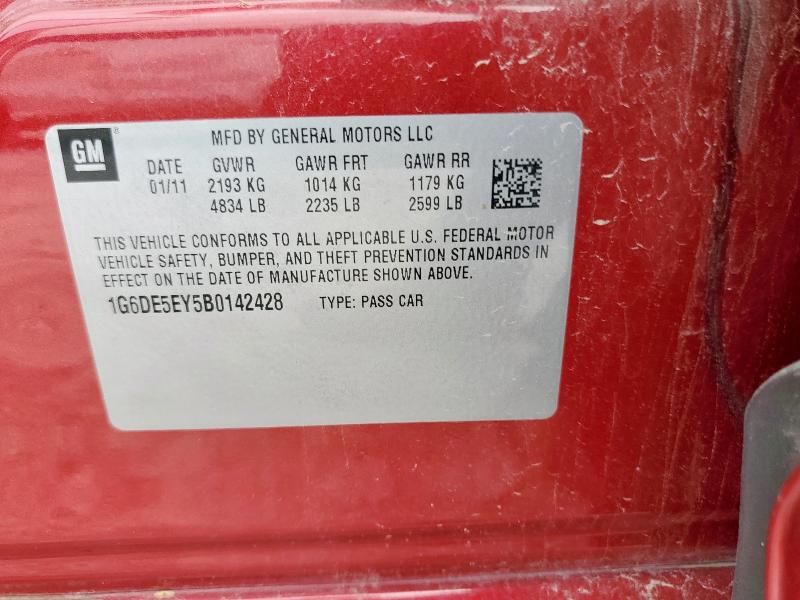 GM
MFD BY GENERAL MOTORS LLC
DATE GVWR GAWR FRT GAWR RR
01/11 2193 KG 1014 KG 1179 KG
4834 LB 2235 LB 2599 LB
THIS VEHICLE CONFORMS TO ALL APPLICABLE U.S. FEDERAL MOTOR
VEHICLE SAFETY, BUMPER, AND THEFT PREVENTION STANDARDS IN
EFFECT ON THE DATE OF MANUFACTURE SHOWN ABOVE.
1G6DE5EY5B0142428 TYPE: PASS CAR